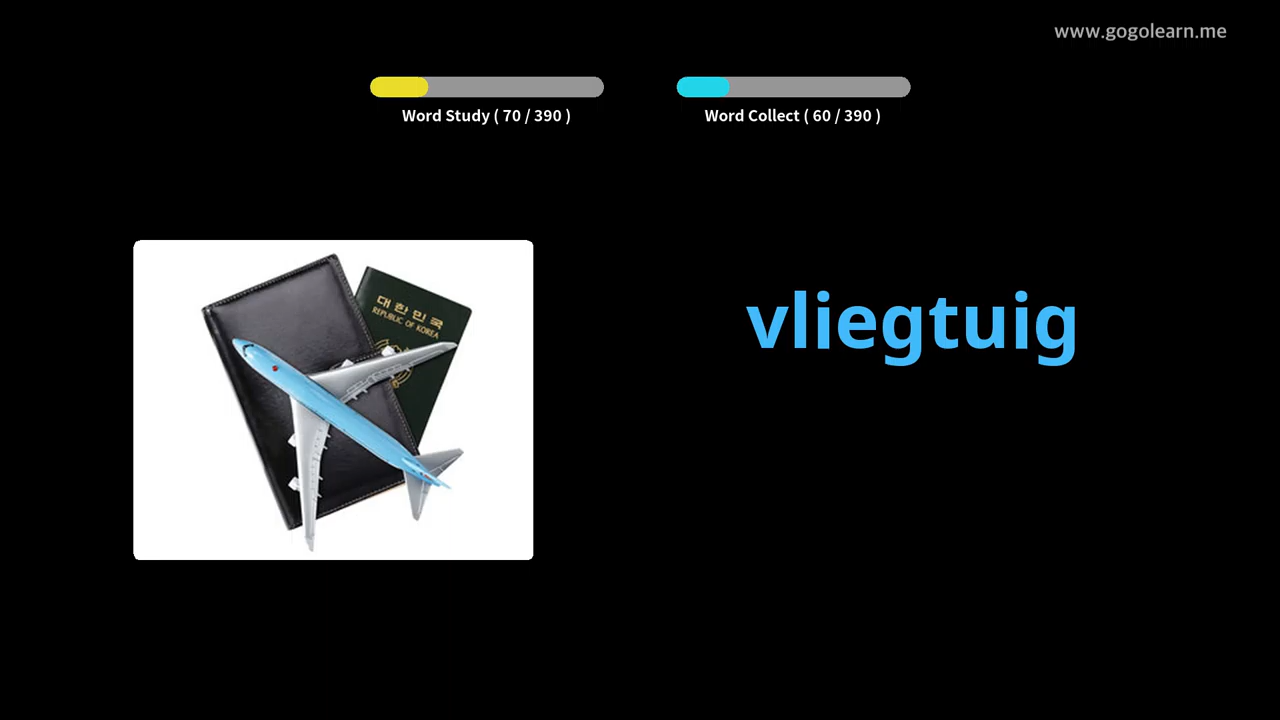 www.gogolearn.me
Word Study ( 70 / 390 )
Word Collect ( 60 / 390 )
대한민국
REPUBLIC OF KOREA
vliegtuig